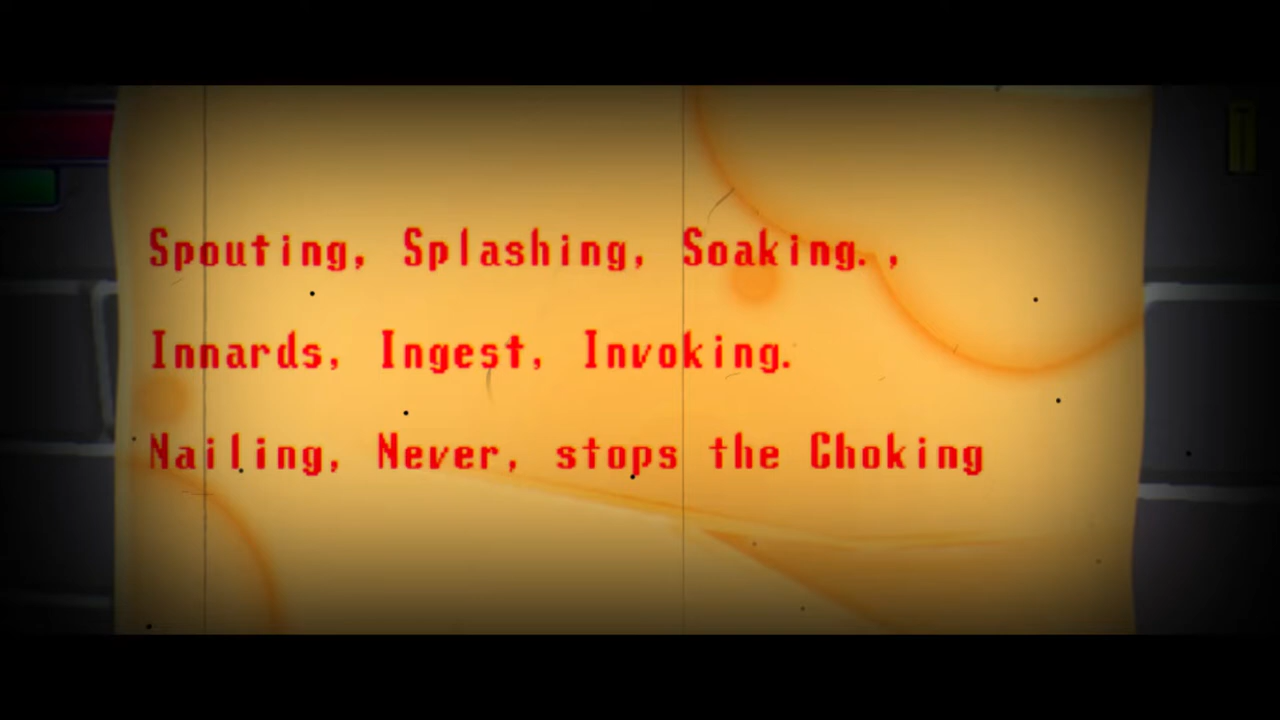 Spouting, Splashing, Soaking. ,
Innards, Ingest, Invoking.
Nailing, Never, stops the Choking